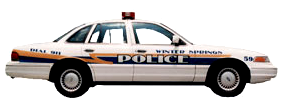 DIAL 911
WINTER SPRINGS
59
POLICE